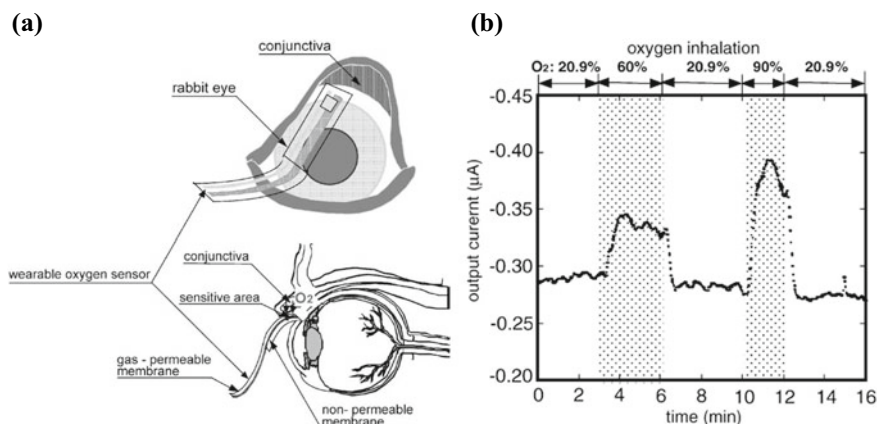 (a)
conjunctiva
rabbit eye
wearable oxygen sensor
conjunctiva
O2
sensitive area
gas - permeable
membrane
non- permeable
membrane
(b)
oxygen inhalation
O2: 20.9% 60% 20.9% 90% 20.9%
-0.45
-0.40
-0.35
-0.30
-0.25
-0.20
output curernt (μA)
0 2 4 6 8 10 12 14 16
time (min)